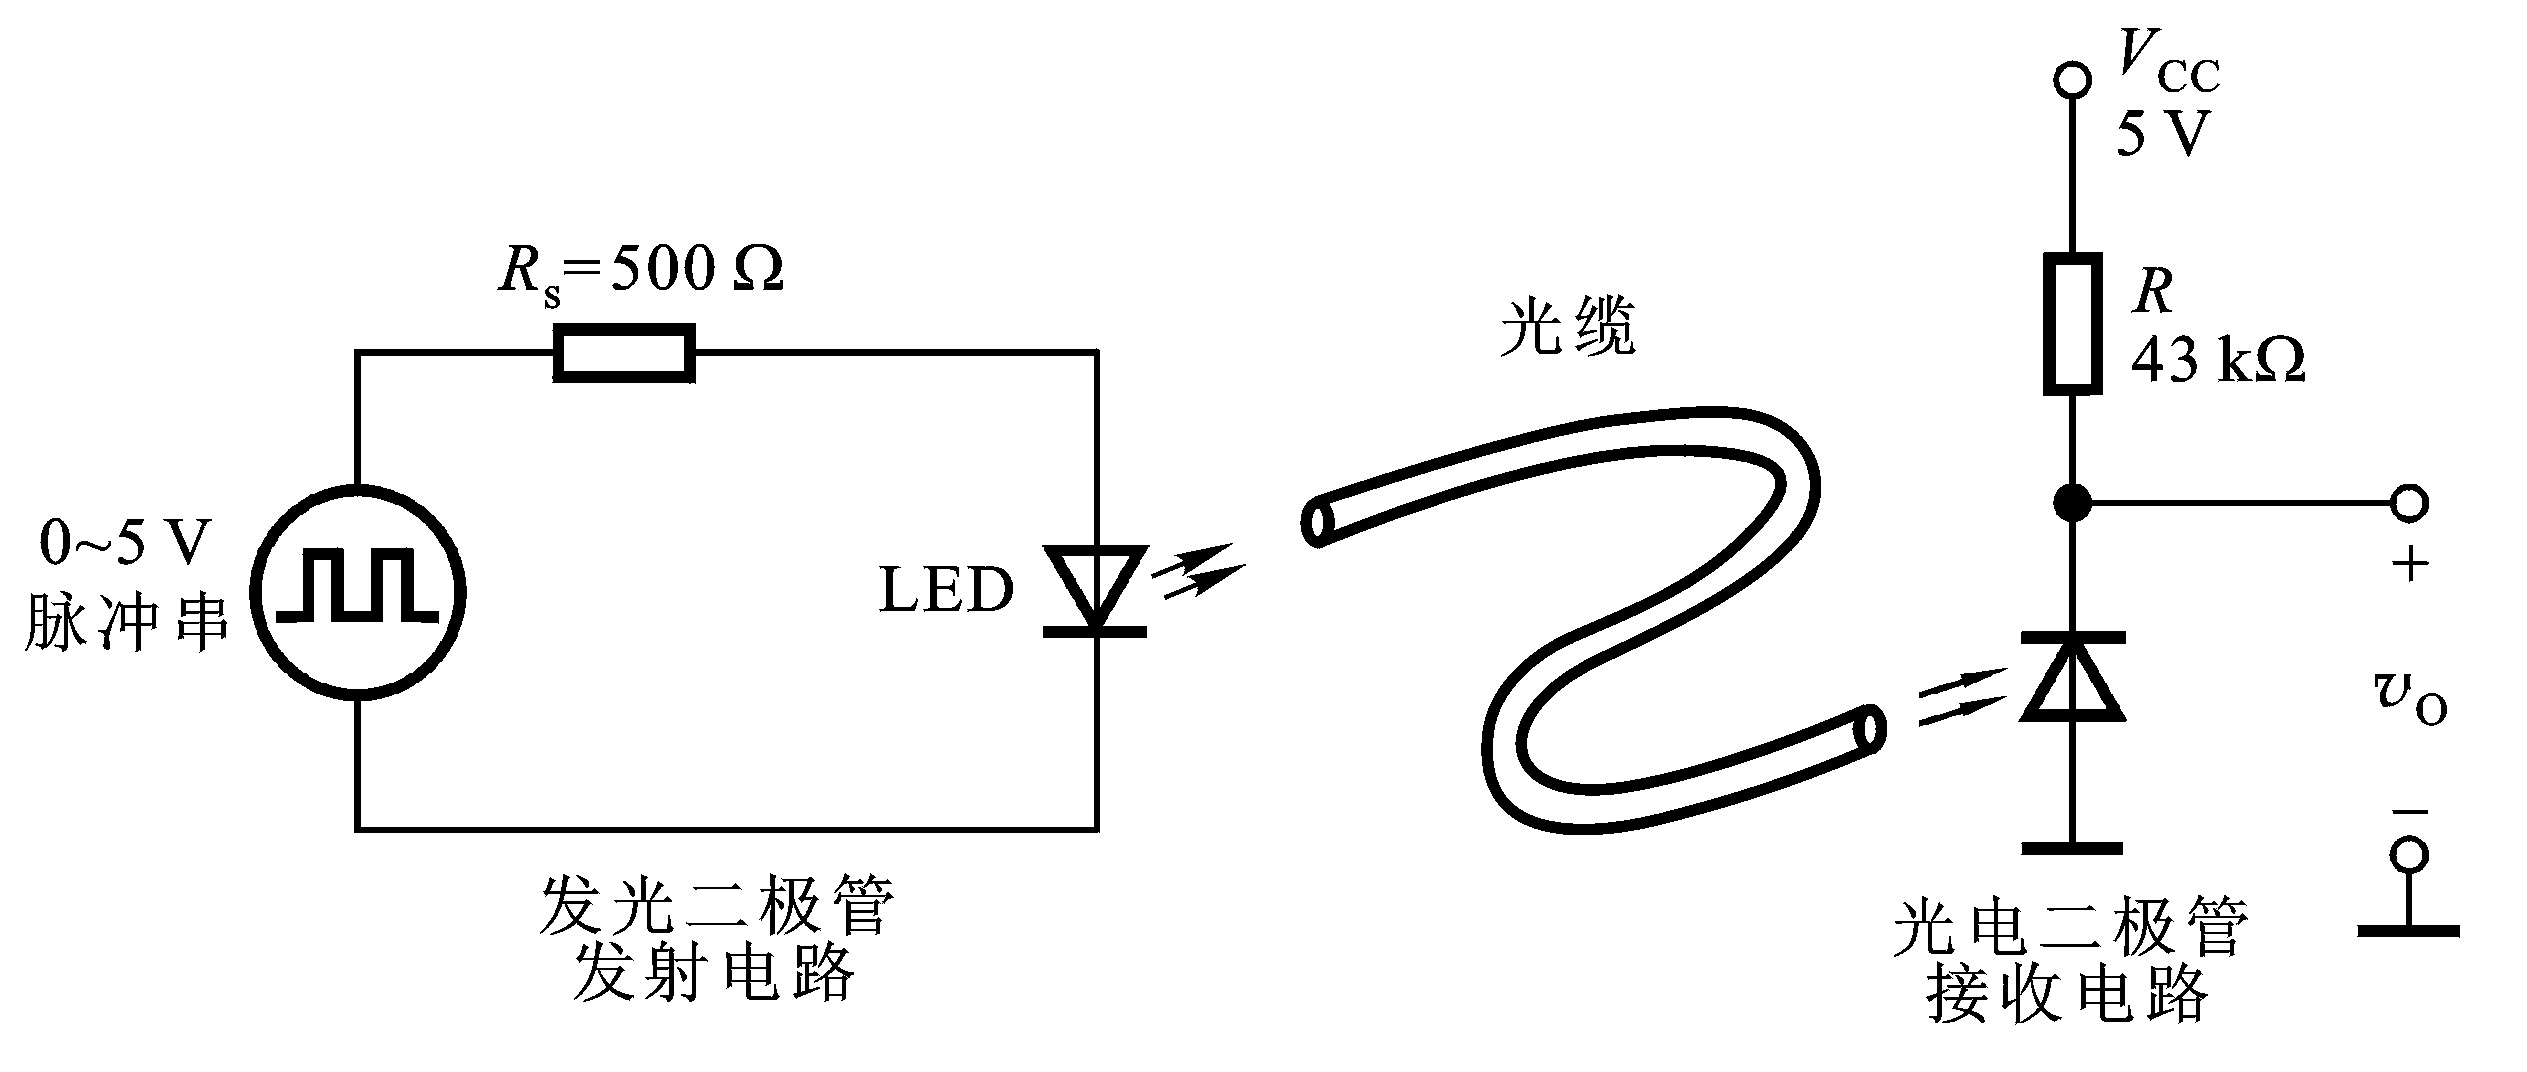 V_CC
5 V
R_s=500 Ω
光缆
R
43 kΩ
0~5 V
脉冲串
LED
+
v_O
−
发光二极管
发射电路
光电二极管
接收电路